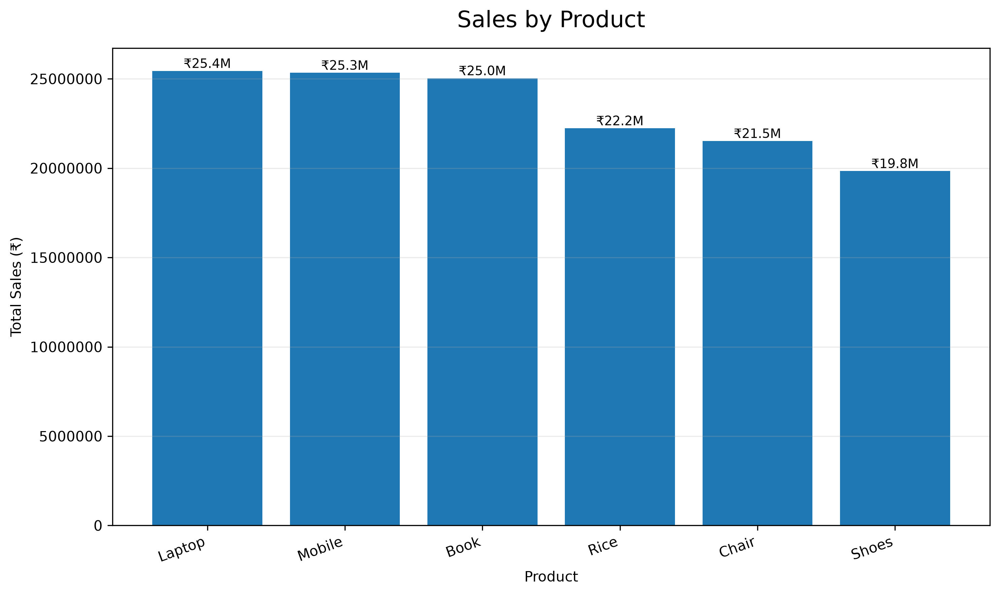 Sales by Product
₹25.4M
₹25.3M
₹25.0M
₹22.2M
₹21.5M
₹19.8M
25000000
20000000
15000000
10000000
5000000
0
Total Sales (₹)
Laptop
Mobile
Book
Rice
Chair
Shoes
Product